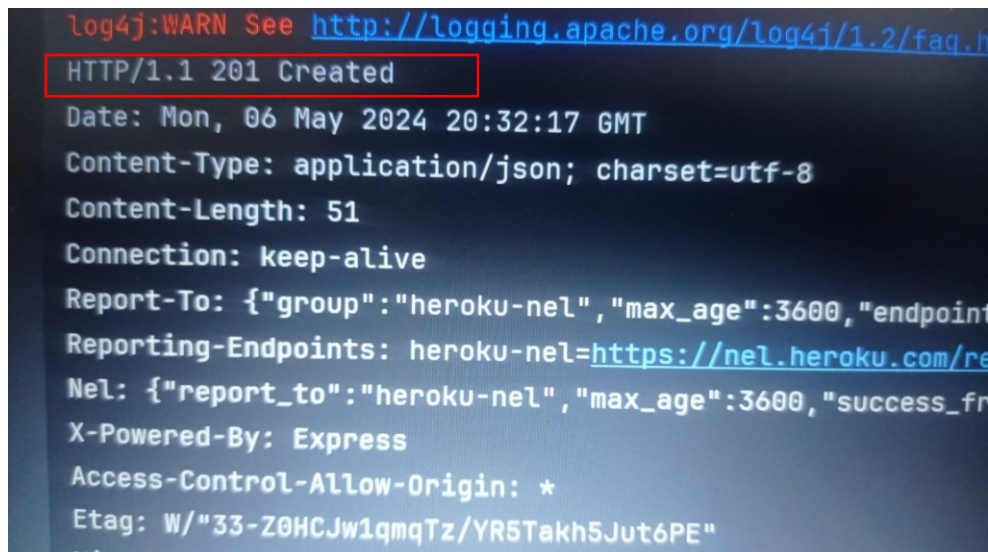 log4j:WARN See http://logging.apache.org/log4j/1.2/faq.h
HTTP/1.1 201 Created
Date: Mon, 06 May 2024 20:32:17 GMT
Content-Type: application/json; charset=utf-8
Content-Length: 51
Connection: keep-alive
Report-To: {"group":"heroku-nel","max_age":3600,"endpoint
Reporting-Endpoints: heroku-nel=https://nel.heroku.com/re
Nel: {"report_to":"heroku-nel","max_age":3600,"success_fr
X-Powered-By: Express
Access-Control-Allow-Origin: *
Etag: W/"33-Z0HCJw1qmqTz/YR5Takh5Jut6PE"